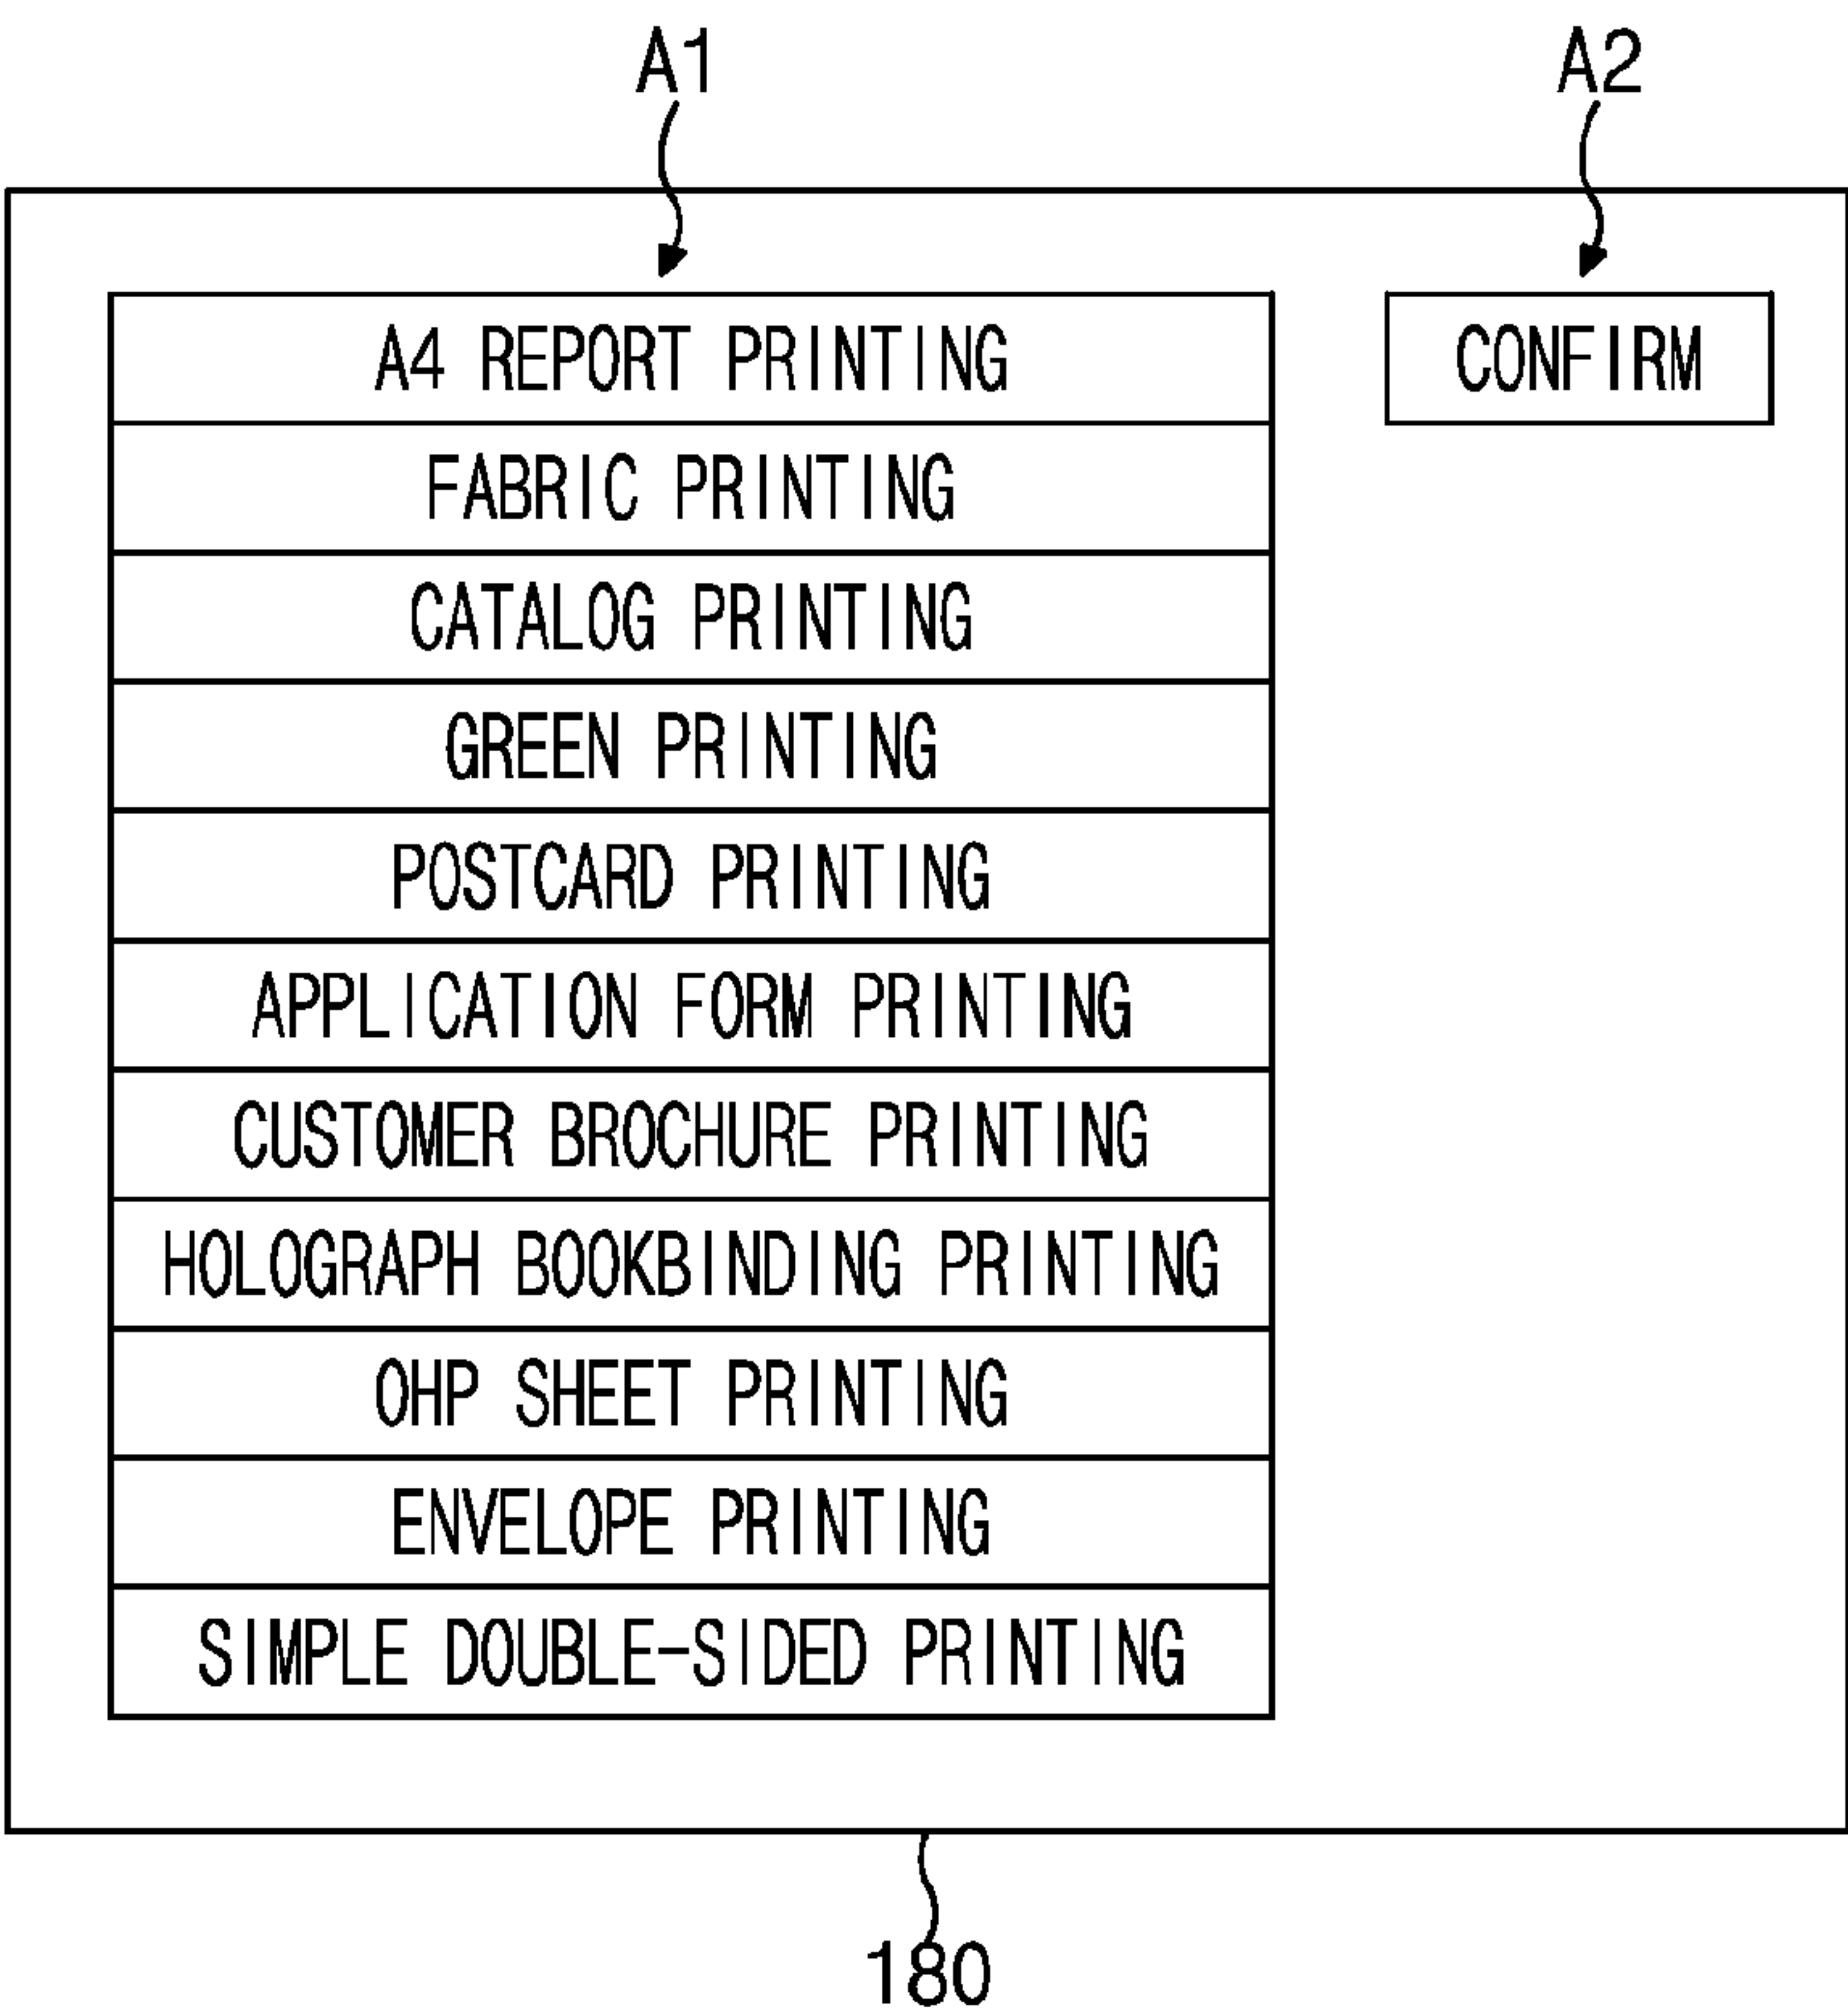 A1
A2
A4 REPORT PRINTING
CONFIRM
FABRIC PRINTING
CATALOG PRINTING
GREEN PRINTING
POSTCARD PRINTING
APPLICATION FORM PRINTING
CUSTOMER BROCHURE PRINTING
HOLOGRAPH BOOKBINDING PRINTING
OHP SHEET PRINTING
ENVELOPE PRINTING
SIMPLE DOUBLE-SIDED PRINTING
180